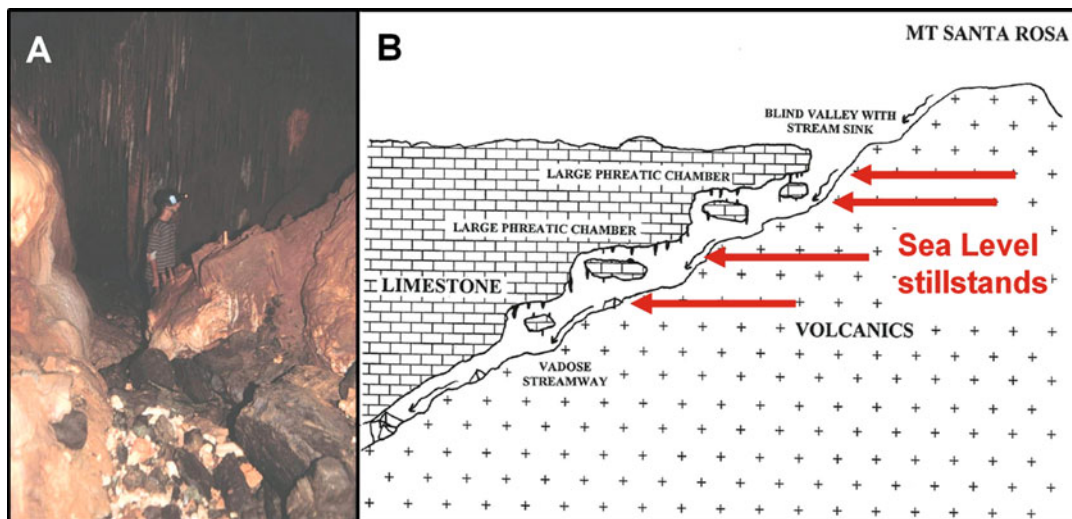 A
B
MT SANTA ROSA
BLIND VALLEY WITH
STREAM SINK
LARGE PHREATIC CHAMBER
LARGE PHREATIC CHAMBER
Sea Level
stillstands
LIMESTONE
VOLCANICS
VADOSE
STREAMWAY